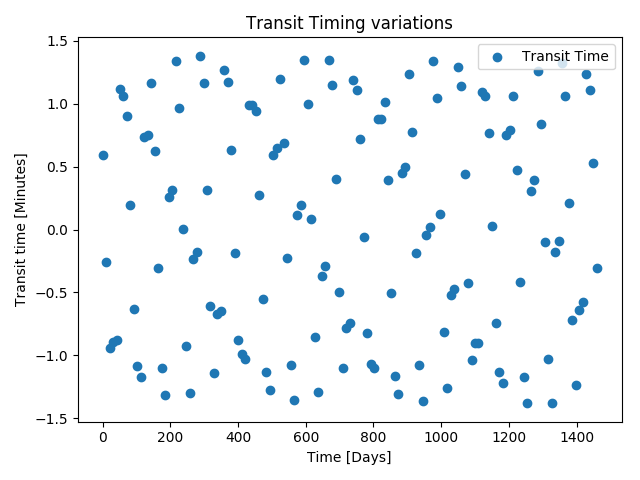 Transit Timing variations
Transit Time
Transit time [Minutes]
1.5
1.0
0.5
0.0
−0.5
−1.0
−1.5
0 200 400 600 800 1000 1200 1400
Time [Days]